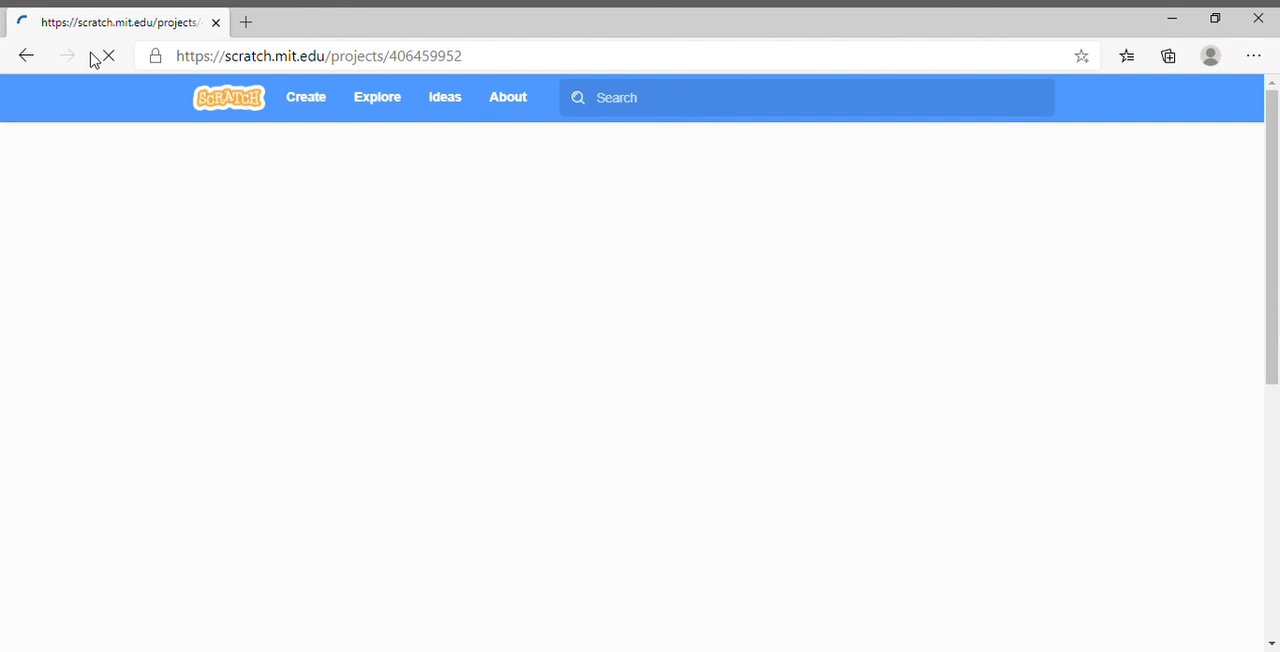 https://scratch.mit.edu/projects/
https://scratch.mit.edu/projects/406459952
SCRATCH Create Explore Ideas About Search